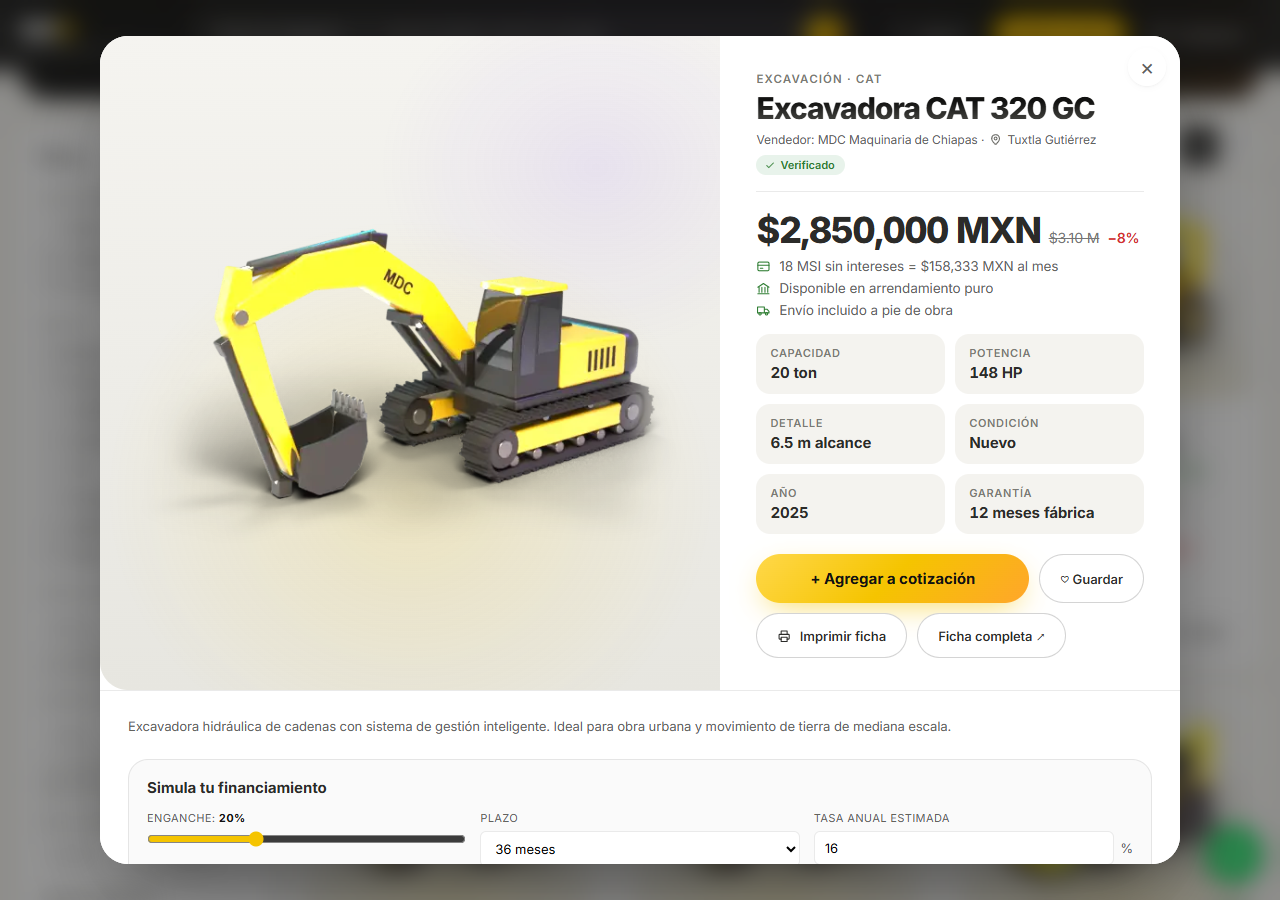 MDC
EXCAVACIÓN · CAT
Excavadora CAT 320 GC
Vendedor: MDC Maquinaria de Chiapas · Tuxtla Gutiérrez
✓ Verificado
$2,850,000 MXN $3.10 M −8%
18 MSI sin intereses = $158,333 MXN al mes
Disponible en arrendamiento puro
Envío incluido a pie de obra
CAPACIDAD
20 ton
POTENCIA
148 HP
DETALLE
6.5 m alcance
CONDICIÓN
Nuevo
AÑO
2025
GARANTÍA
12 meses fábrica
+ Agregar a cotización
♡ Guardar
Imprimir ficha
Ficha completa ↗
Excavadora hidráulica de cadenas con sistema de gestión inteligente. Ideal para obra urbana y movimiento de tierra de mediana escala.
Simula tu financiamiento
ENGANCHE: 20%
PLAZO
36 meses
TASA ANUAL ESTIMADA
16 %